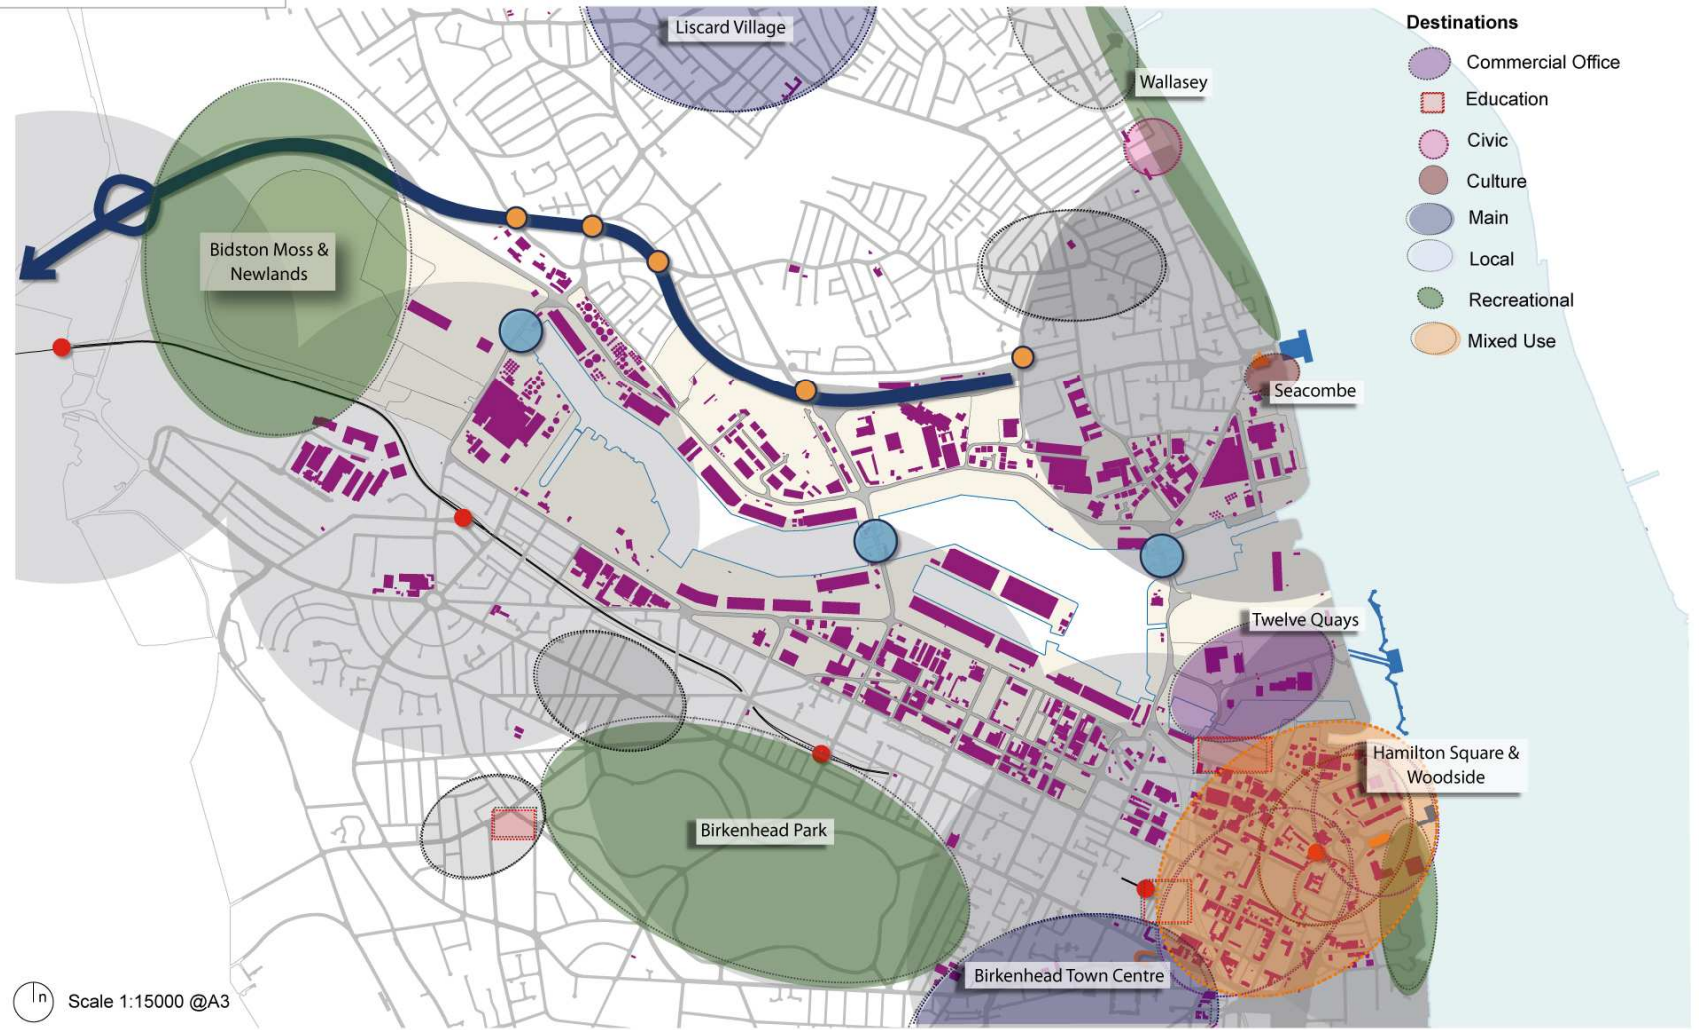 Liscard Village
Wallasey
Destinations
Commercial Office
Education
Civic
Culture
Main
Local
Recreational
Mixed Use
Bidston Moss &
Newlands
Seacombe
Twelve Quays
Hamilton Square &
Woodside
Birkenhead Park
Birkenhead Town Centre
n
Scale 1:15000 @A3